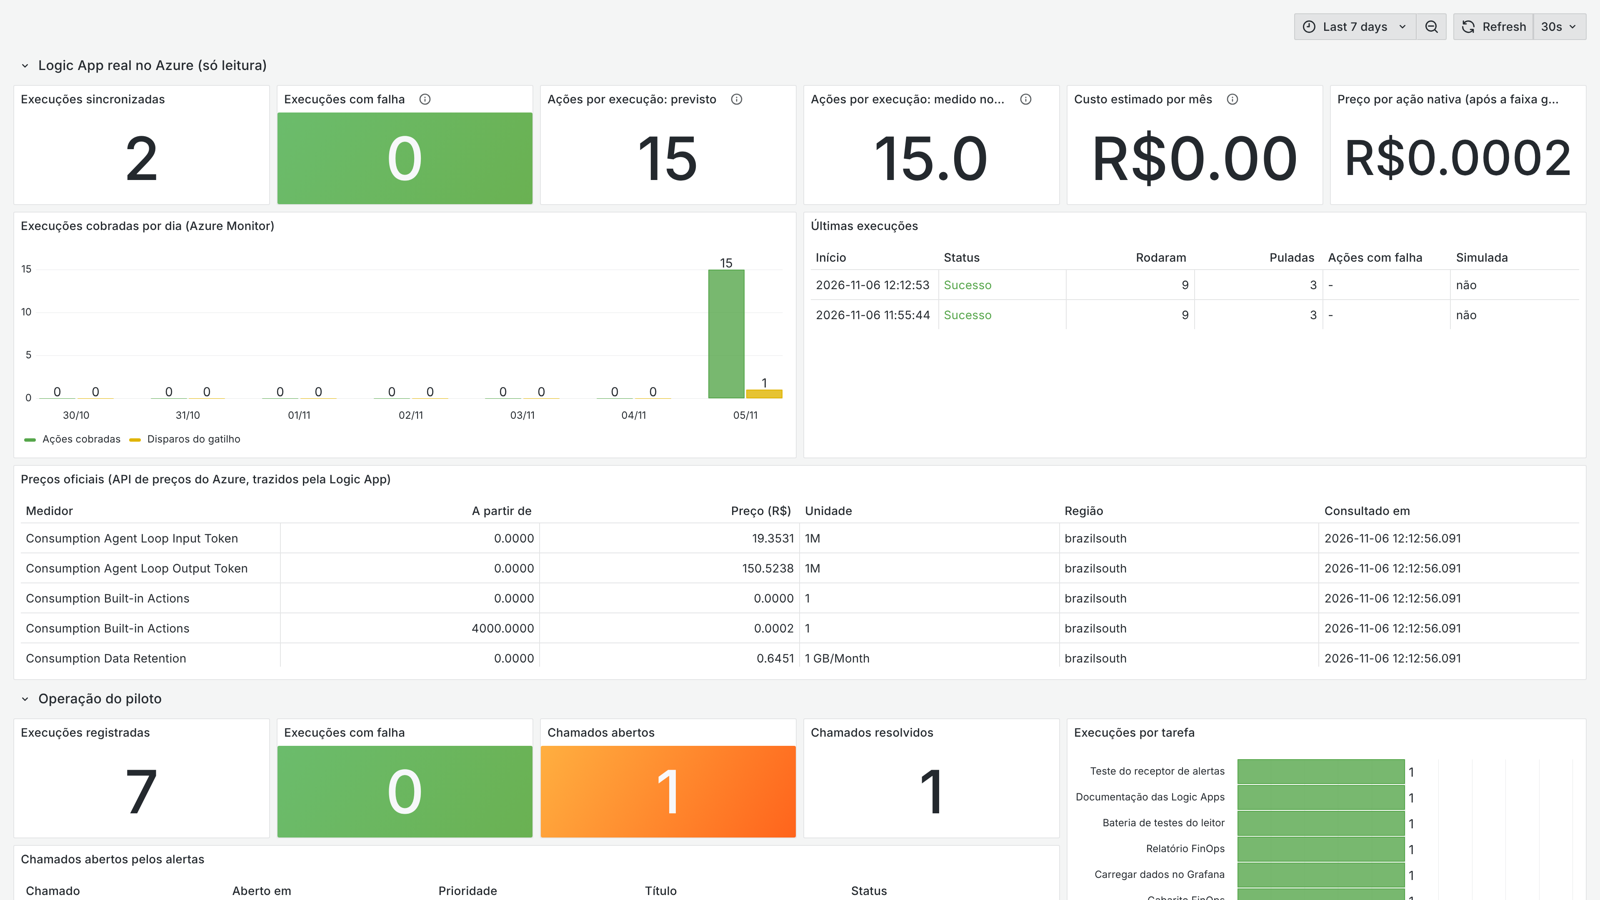 Last 7 days
Refresh
30s
Logic App real no Azure (só leitura)
Execuções sincronizadas
2
Execuções com falha
0
Ações por execução: previsto
15
Ações por execução: medido no...
15.0
Custo estimado por mês
R$0.00
Preço por ação nativa (após a faixa g...
R$0.0002
Execuções cobradas por dia (Azure Monitor)
15
10
5
0
0 0 0 0 0 0 0 0 0 0 0 0 15 1
30/10 31/10 01/11 02/11 03/11 04/11 05/11
Ações cobradas Disparos do gatilho
Últimas execuções
Início Status Rodaram Puladas Ações com falha Simulada
2026-11-06 12:12:53 Sucesso 9 3 - não
2026-11-06 11:55:44 Sucesso 9 3 - não
Preços oficiais (API de preços do Azure, trazidos pela Logic App)
Medidor A partir de Preço (R$) Unidade Região Consultado em
Consumption Agent Loop Input Token 0.0000 19.3531 1M brazilsouth 2026-11-06 12:12:56.091
Consumption Agent Loop Output Token 0.0000 150.5238 1M brazilsouth 2026-11-06 12:12:56.091
Consumption Built-in Actions 0.0000 0.0000 1 brazilsouth 2026-11-06 12:12:56.091
Consumption Built-in Actions 4000.0000 0.0002 1 brazilsouth 2026-11-06 12:12:56.091
Consumption Data Retention 0.0000 0.6451 1 GB/Month brazilsouth 2026-11-06 12:12:56.091
Operação do piloto
Execuções registradas
7
Execuções com falha
0
Chamados abertos
1
Chamados resolvidos
1
Execuções por tarefa
Teste do receptor de alertas 1
Documentação das Logic Apps 1
Bateria de testes do leitor 1
Relatório FinOps 1
Carregar dados no Grafana 1
Gabarito FinOps 1
Chamados abertos pelos alertas
Chamado Aberto em Prioridade Título Status